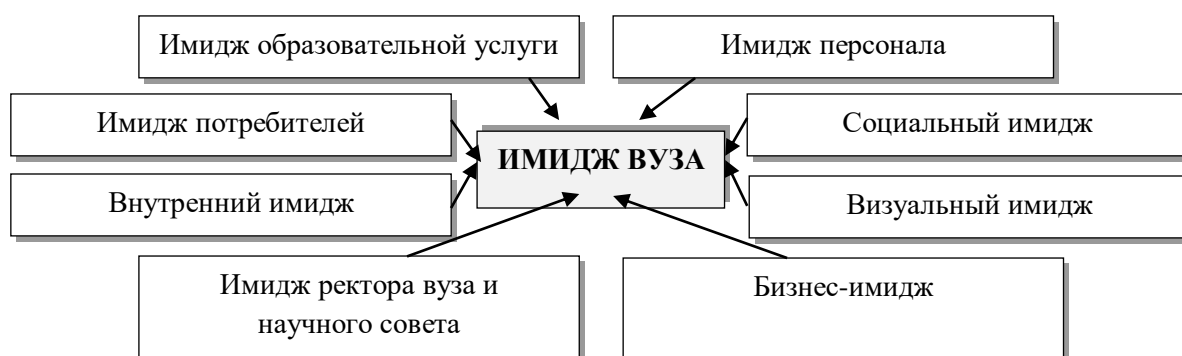 Имидж образовательной услуги
Имидж персонала
Имидж потребителей
Социальный имидж
ИМИДЖ ВУЗА
Внутренний имидж
Визуальный имидж
Имидж ректора вуза и
научного совета
Бизнес-имидж